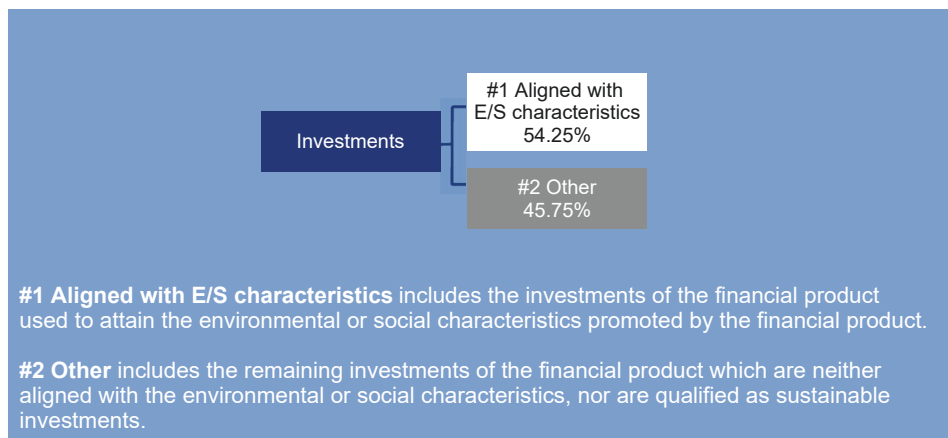 Investments
#1 Aligned with
E/S characteristics
54.25%
#2 Other
45.75%
#1 Aligned with E/S characteristics includes the investments of the financial product
used to attain the environmental or social characteristics promoted by the financial product.
#2 Other includes the remaining investments of the financial product which are neither
aligned with the environmental or social characteristics, nor are qualified as sustainable
investments.